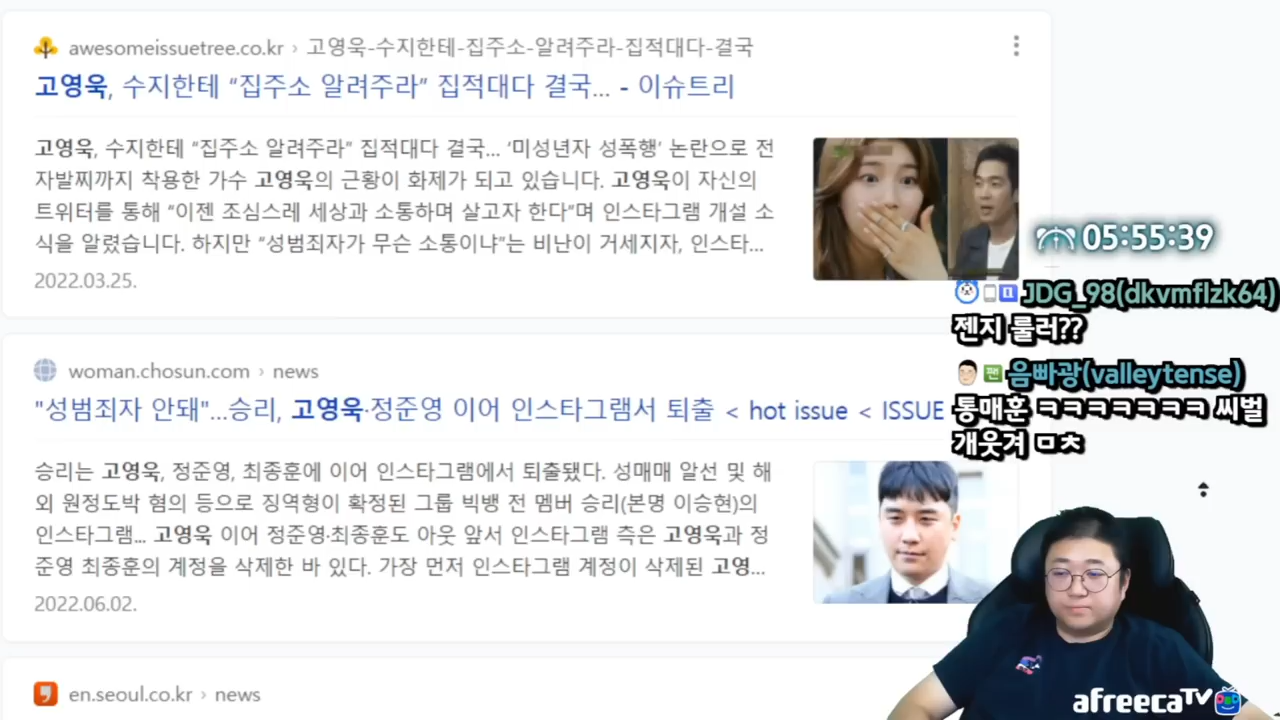 awesomeissuetree.co.kr › 고영욱-수지한테-집주소-알려주라-집적대다-결국
고영욱, 수지한테 “집주소 알려주라” 집적대다 결국... - 이슈트리
고영욱, 수지한테 “집주소 알려주라” 집적대다 결국... ‘미성년자 성폭행’ 논란으로 전
자발찌까지 착용한 가수 고영욱의 근황이 화제가 되고 있습니다. 고영욱이 자신의
트위터를 통해 “이젠 조심스레 세상과 소통하며 살고자 한다”며 인스타그램 개설 소
식을 알렸습니다. 하지만 “성범죄자가 무슨 소통이냐”는 비난이 거세지자, 인스타...
2022.03.25.
05:55:39
JDG_98(dkvmflzk64)
젠지 룰러??
팬 음빠광(valleytense)
통매훈 ㅋㅋㅋㅋㅋㅋㅋ 씨벌
개웃겨 ㅁㅊ
woman.chosun.com › news
"성범죄자 안돼"...승리, 고영욱·정준영 이어 인스타그램서 퇴출 < hot issue < ISSUE
승리는 고영욱, 정준영, 최종훈에 이어 인스타그램에서 퇴출됐다. 성매매 알선 및 해
외 원정도박 혐의 등으로 징역형이 확정된 그룹 빅뱅 전 멤버 승리(본명 이승현)의
인스타그램... 고영욱 이어 정준영·최종훈도 아웃 앞서 인스타그램 측은 고영욱과 정
준영 최종훈의 계정을 삭제한 바 있다. 가장 먼저 인스타그램 계정이 삭제된 고영...
2022.06.02.
en.seoul.co.kr › news
afreecaTV